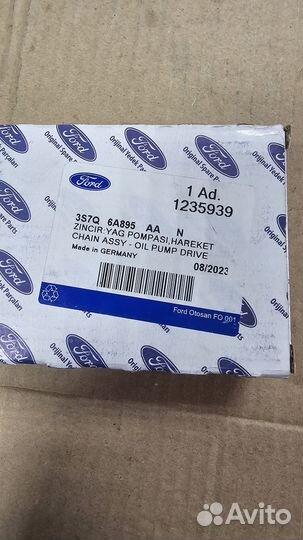 Ford
1 Ad.
1235939
3S7Q 6A895 AA N
ZINCIR:YAG POMPASI,HAREKET
CHAIN ASSY - OIL PUMP DRIVE
Made in GERMANY
08/2023
Ford Otosan FO 001
Orijinal Yedek Parçaları
Original Spare Parts
Avito